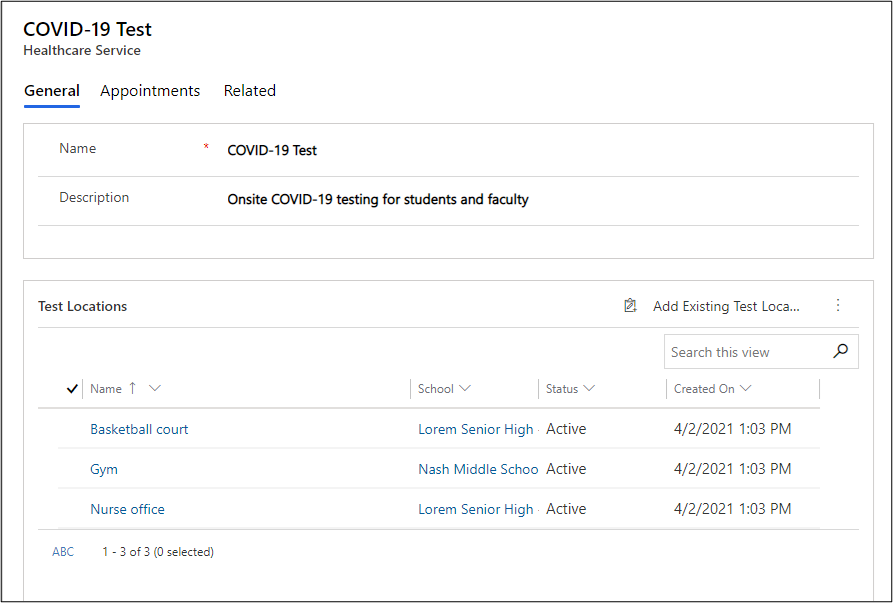 COVID-19 Test
Healthcare Service
General Appointments Related
Name * COVID-19 Test
Description Onsite COVID-19 testing for students and faculty
Test Locations Add Existing Test Loca...
Search this view
Name ↑ School Status Created On
Basketball court Lorem Senior High Active 4/2/2021 1:03 PM
Gym Nash Middle Schoo Active 4/2/2021 1:03 PM
Nurse office Lorem Senior High Active 4/2/2021 1:03 PM
ABC 1 - 3 of 3 (0 selected)